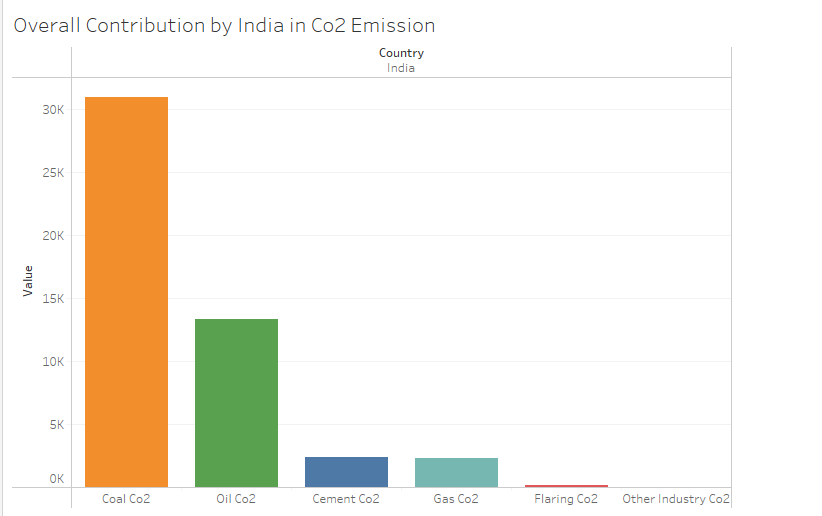 Overall Contribution by India in Co2 Emission
Country
India
30K
25K
20K
15K
10K
5K
0K
Value
Coal Co2 Oil Co2 Cement Co2 Gas Co2 Flaring Co2 Other Industry Co2